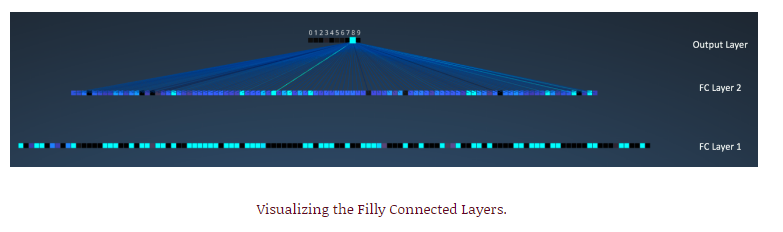 0 1 2 3 4 5 6 7 8 9
Output Layer
FC Layer 2
FC Layer 1
Visualizing the Filly Connected Layers.